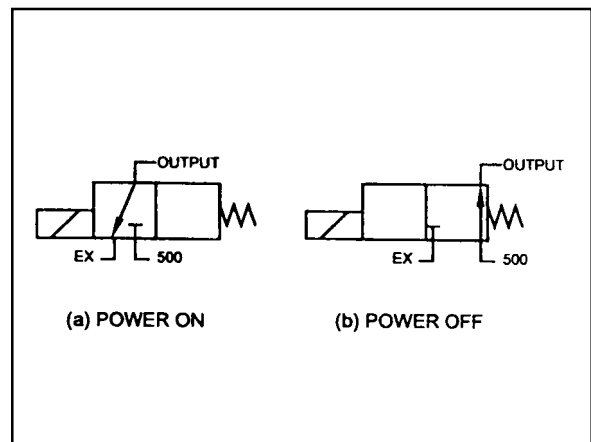 OUTPUT
EX
500
(a) POWER ON
OUTPUT
EX
500
(b) POWER OFF